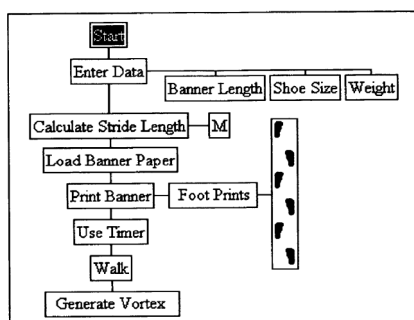 Start
Enter Data
Banner Length Shoe Size Weight
Calculate Stride Length M
Load Banner Paper
Print Banner Foot Prints
Use Timer
Walk
Generate Vortex